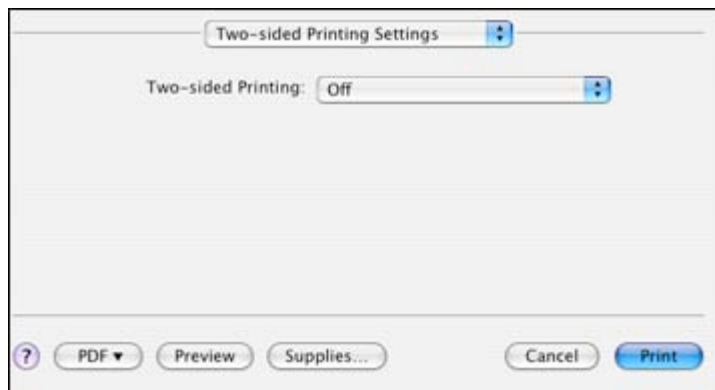 Two-sided Printing Settings
Two-sided Printing: Off
? PDF ▼ Preview Supplies... Cancel Print